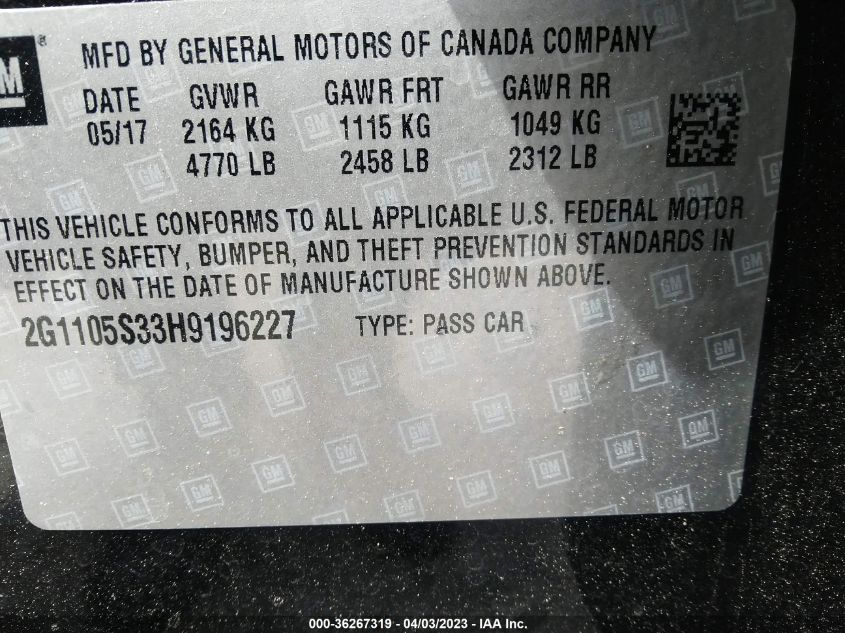 GM ®
MFD BY GENERAL MOTORS OF CANADA COMPANY
DATE GVWR GAWR FRT GAWR RR
05/17 2164 KG 1115 KG 1049 KG
4770 LB 2458 LB 2312 LB
THIS VEHICLE CONFORMS TO ALL APPLICABLE U.S. FEDERAL MOTOR
VEHICLE SAFETY, BUMPER, AND THEFT PREVENTION STANDARDS IN
EFFECT ON THE DATE OF MANUFACTURE SHOWN ABOVE.
2G1105S33H9196227 TYPE: PASS CAR
000-36267319 - 04/03/2023 - IAA Inc.